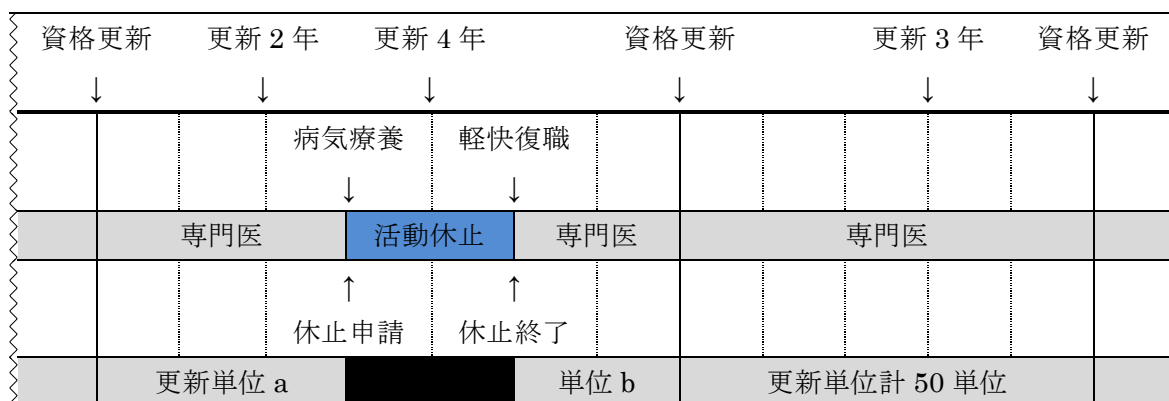 資格更新 更新 2 年 更新 4 年 資格更新 更新 3 年 資格更新
↓ ↓ ↓ ↓ ↓ ↓
病気療養 軽快復職
↓ ↓
専門医 活動休止 専門医 専門医
↑ ↑
休止申請 休止終了
更新単位 a 単位 b 更新単位計 50 単位